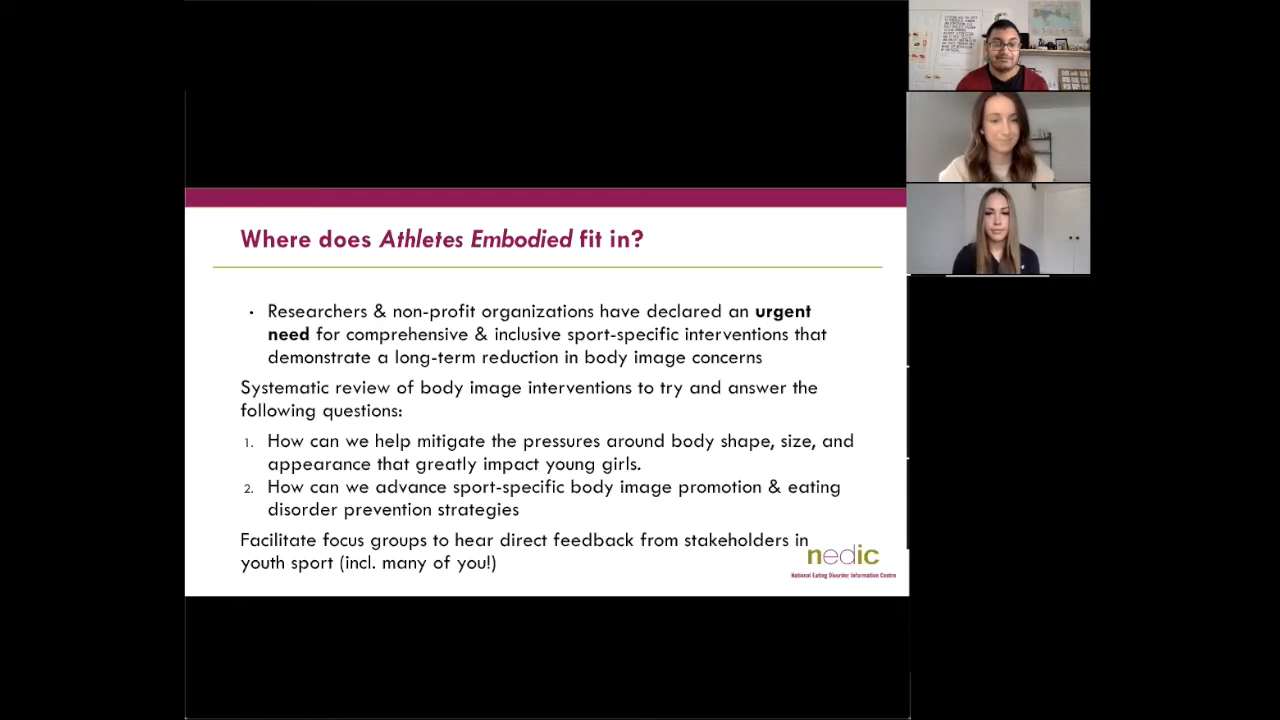 Where does Athletes Embodied fit in?
• Researchers & non-profit organizations have declared an urgent
need for comprehensive & inclusive sport-specific interventions that
demonstrate a long-term reduction in body image concerns
Systematic review of body image interventions to try and answer the
following questions:
1. How can we help mitigate the pressures around body shape, size, and
appearance that greatly impact young girls.
2. How can we advance sport-specific body image promotion & eating
disorder prevention strategies
Facilitate focus groups to hear direct feedback from stakeholders in
youth sport (incl. many of you!)
nedic
National Eating Disorder Information Centre